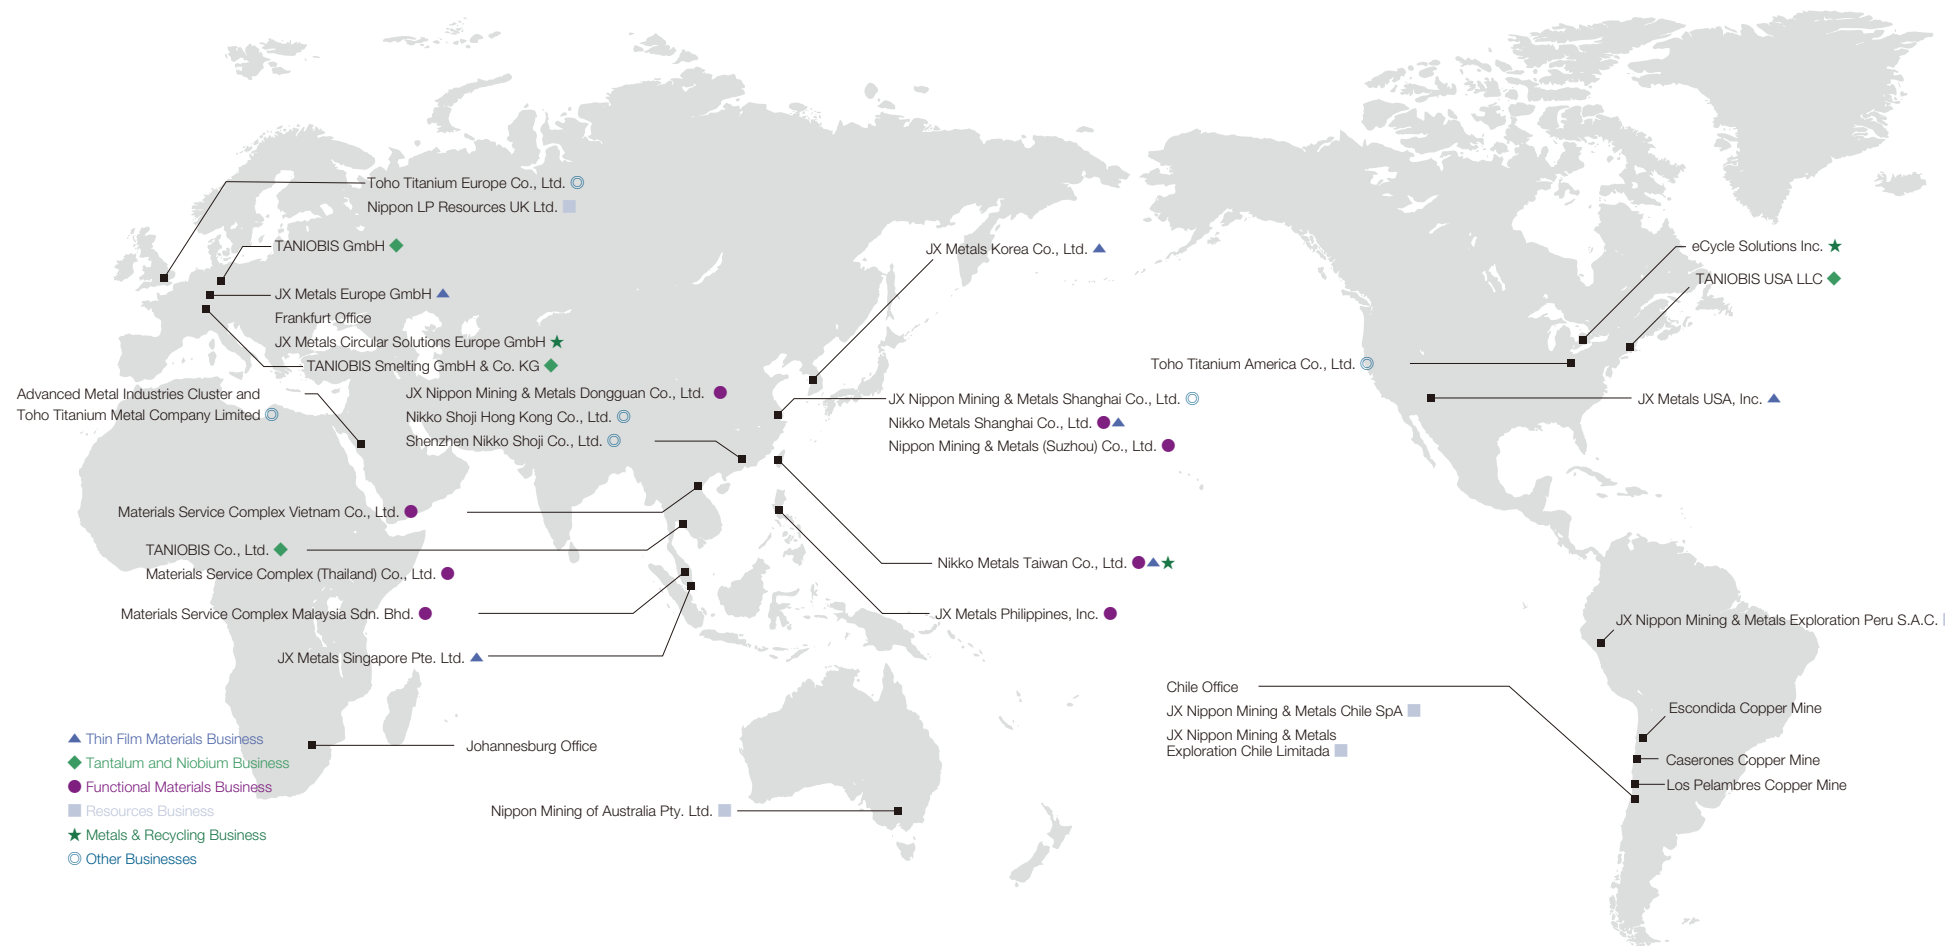 Toho Titanium Europe Co., Ltd.
Nippon LP Resources UK Ltd.
TANIOBIS GmbH
JX Metals Europe GmbH
Frankfurt Office
JX Metals Circular Solutions Europe GmbH
TANIOBIS Smelting GmbH & Co. KG
Advanced Metal Industries Cluster and
Toho Titanium Metal Company Limited
JX Nippon Mining & Metals Dongguan Co., Ltd.
Nikko Shoji Hong Kong Co., Ltd.
Shenzhen Nikko Shoji Co., Ltd.
Materials Service Complex Vietnam Co., Ltd.
TANIOBIS Co., Ltd.
Materials Service Complex (Thailand) Co., Ltd.
Materials Service Complex Malaysia Sdn. Bhd.
JX Metals Singapore Pte. Ltd.
Johannesburg Office
Nippon Mining of Australia Pty. Ltd.
JX Metals Korea Co., Ltd.
JX Nippon Mining & Metals Shanghai Co., Ltd.
Nikko Metals Shanghai Co., Ltd.
Nippon Mining & Metals (Suzhou) Co., Ltd.
Nikko Metals Taiwan Co., Ltd.
JX Metals Philippines, Inc.
eCycle Solutions Inc.
TANIOBIS USA LLC
Toho Titanium America Co., Ltd.
JX Metals USA, Inc.
JX Nippon Mining & Metals Exploration Peru S.A.C.
Chile Office
JX Nippon Mining & Metals Chile SpA
JX Nippon Mining & Metals
Exploration Chile Limitada
Escondida Copper Mine
Caserones Copper Mine
Los Pelambres Copper Mine
Thin Film Materials Business
Tantalum and Niobium Business
Functional Materials Business
Resources Business
Metals & Recycling Business
Other Businesses